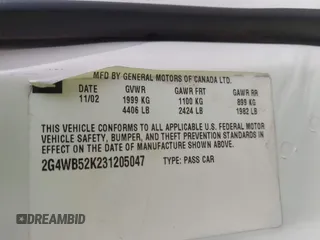 MFD BY GENERAL MOTORS OF CANADA LTD.
DATE GVWR GAWR FRT GAWR RR
11/02 1999 KG 1100 KG 899 KG
4406 LB 2424 LB 1982 LB
THIS CONFORMS TO ALL APPLICABLE U.S. FEDERAL MOTOR
VEHICLE SAFETY, BUMPER, AND THEFT PREVENTION STANDARDS IN
EFFECT ON THE DATE OF MANUFACTURE SHOWN ABOVE.
2G4WB52K231205047 TYPE: PASS CAR
DREAMBID